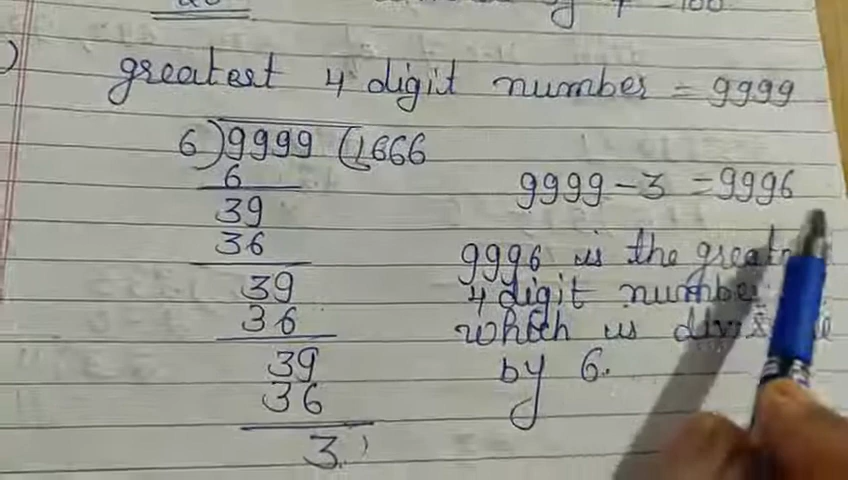 greatest 4 digit number = 9999
6)9999(1666
6
39
36
39
36
39
36
3.
9999 - 3 = 9996
9996 is the
4 digit number
which is
by 6.